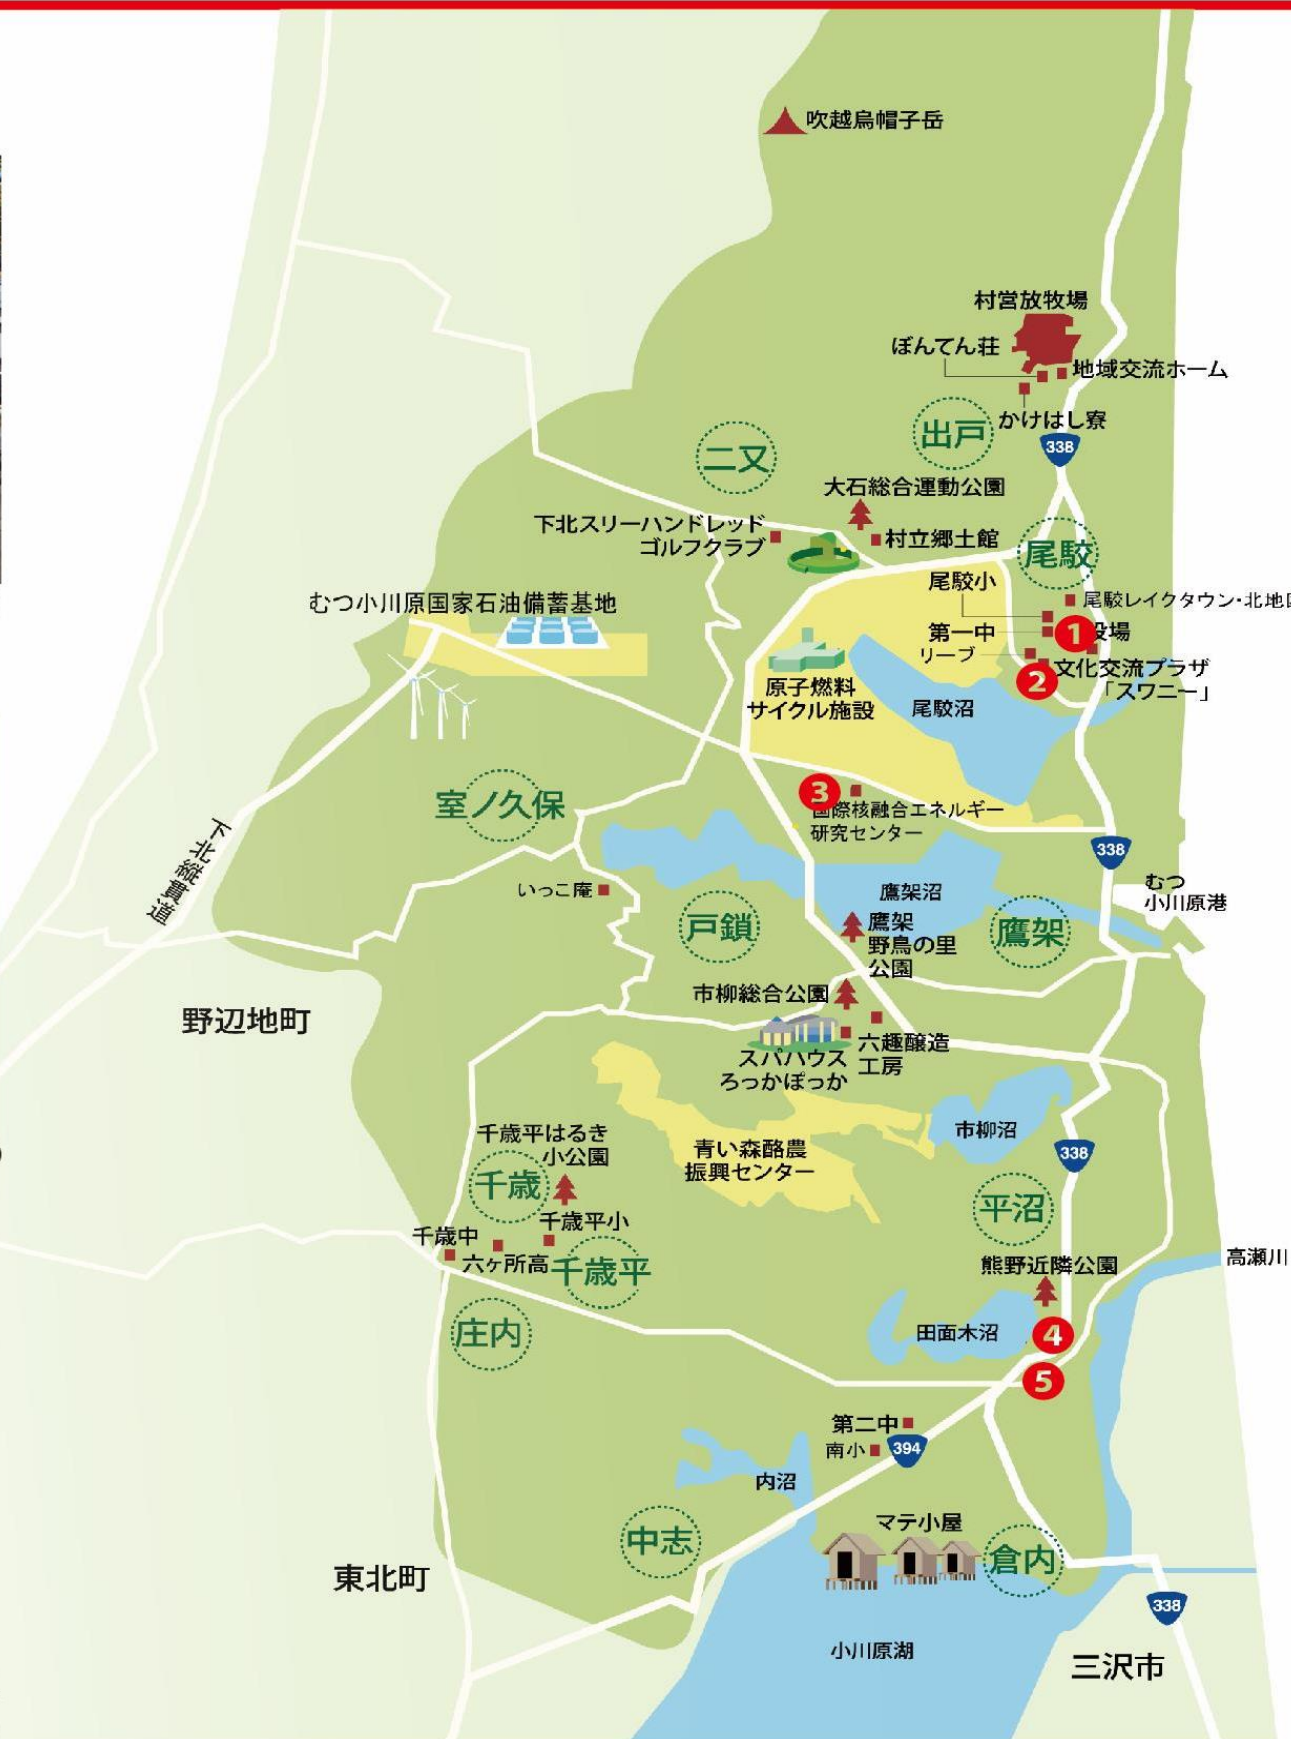 吹越烏帽子岳
村営放牧場
ぼんてん荘
地域交流ホーム
かけはし寮
出戸
338
二又
大石総合運動公園
下北スリーハンドレッド
ゴルフクラブ
村立郷土館
尾駮
尾駮小
むつ小川原国家石油備蓄基地
尾駮レイクタウン・北地
第一中
1
役場
リーブ
2
文化交流プラザ
「スワニー」
原子燃料
サイクル施設
尾駮沼
3
国際核融合エネルギー
研究センター
室ノ久保
下北縦貫道
338
むつ
小川原港
いっこ庵
鷹架沼
戸鎖
鷹架
野鳥の里
公園
鷹架
市柳総合公園
野辺地町
六趣醸造
工房
スパハウス
ろっかぽっか
市柳沼
千歳平はるき
小公園
青い森酪農
振興センター
338
千歳
平沼
千歳平小
千歳中
六ヶ所高
千歳平
熊野近隣公園
高瀬川
庄内
田面木沼
4
5
第二中
南小
394
内沼
マテ小屋
中志
倉内
東北町
338
小川原湖
三沢市